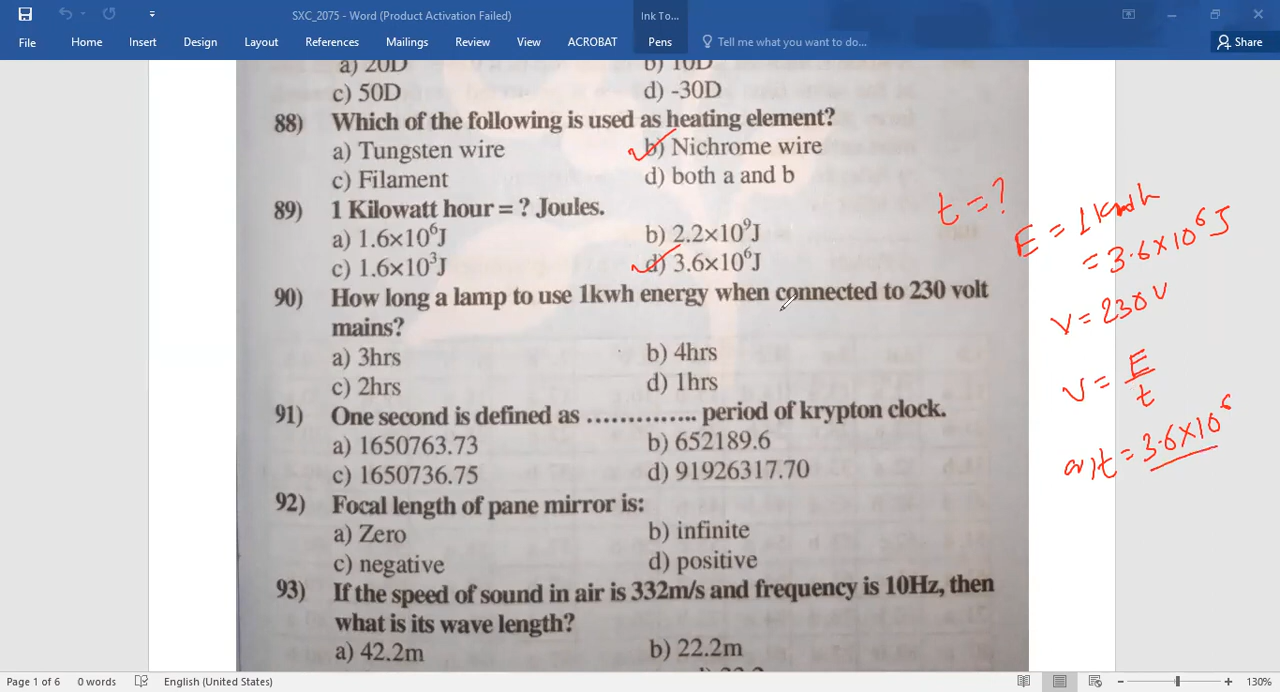 SXC_2075 - Word (Product Activation Failed)
Ink To...
File Home Insert Design Layout References Mailings Review View ACROBAT Pens Tell me what you want to do... Share
a) 20D b) 10D
c) 50D d) -30D
88) Which of the following is used as heating element?
a) Tungsten wire b) Nichrome wire
c) Filament d) both a and b
89) 1 Kilowatt hour = ? Joules.
a) 1.6×10⁶J b) 2.2×10⁹J
c) 1.6×10³J d) 3.6×10⁶J
90) How long a lamp to use 1kwh energy when connected to 230 volt
mains?
a) 3hrs b) 4hrs
c) 2hrs d) 1hrs
91) One second is defined as .............. period of krypton clock.
a) 1650763.73 b) 652189.6
c) 1650736.75 d) 91926317.70
92) Focal length of pane mirror is:
a) Zero b) infinite
c) negative d) positive
93) If the speed of sound in air is 332m/s and frequency is 10Hz, then
what is its wave length?
a) 42.2m b) 22.2m
t = ?
E = 1kwh
= 3.6×10⁶ J
V = 230 V
V = E/t
or, t = 3.6×10⁶
Page 1 of 6 0 words English (United States) 130%